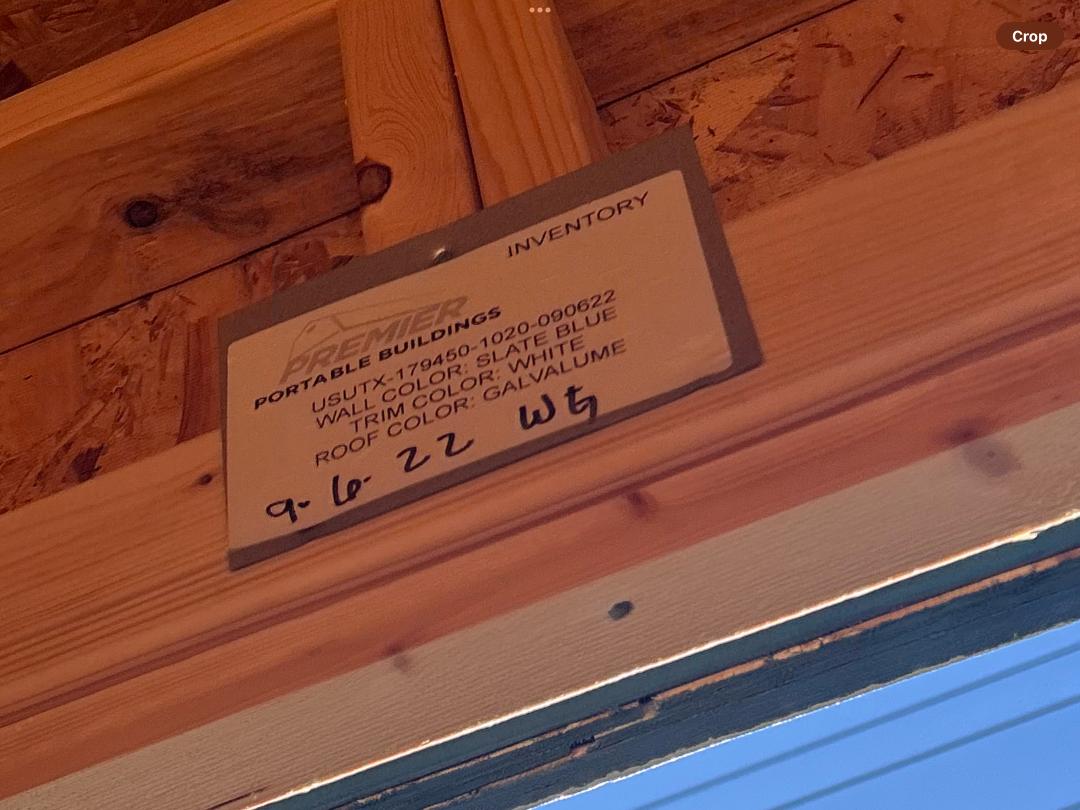 Crop
INVENTORY
PREMIER
PORTABLE BUILDINGS
USUTX-179450-1020-090622
WALL COLOR: SLATE BLUE
TRIM COLOR: WHITE
ROOF COLOR: GALVALUME
9-6-22